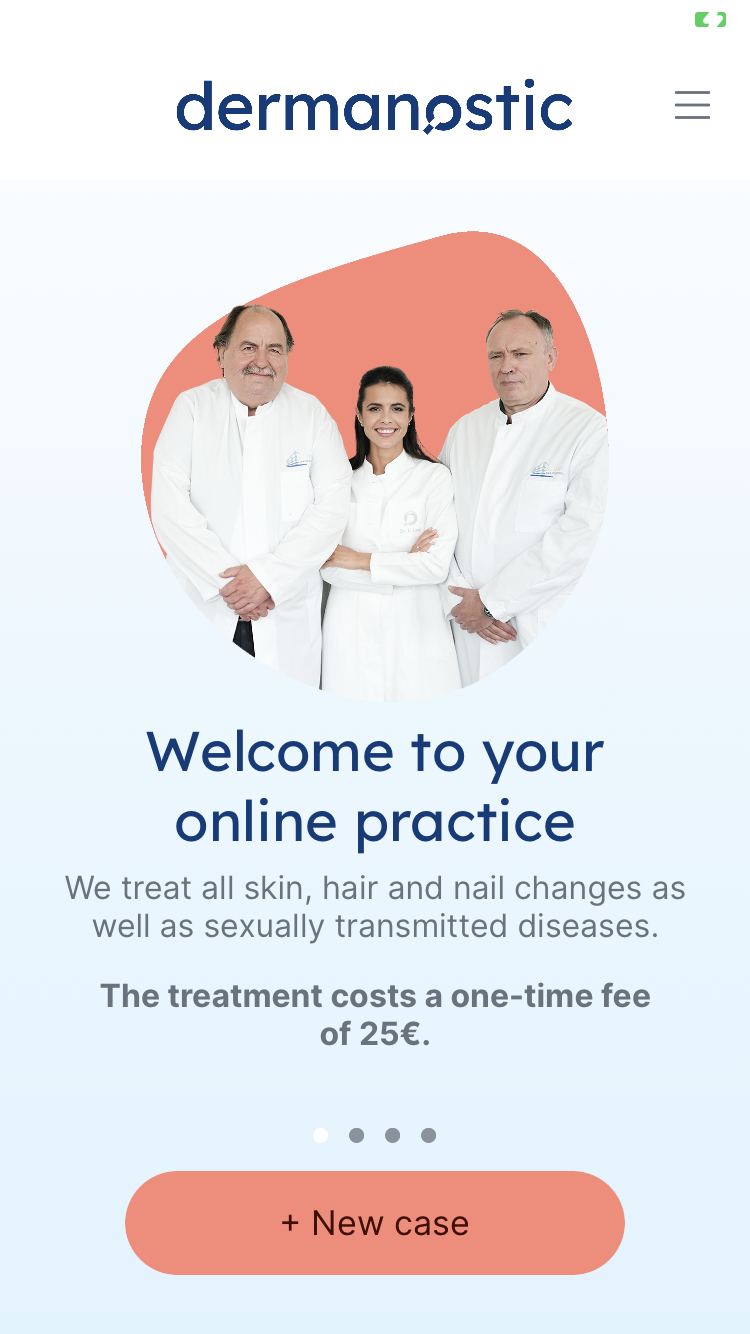 dermanostic
Welcome to your
online practice
We treat all skin, hair and nail changes as
well as sexually transmitted diseases.
The treatment costs a one-time fee
of 25€.
+ New case